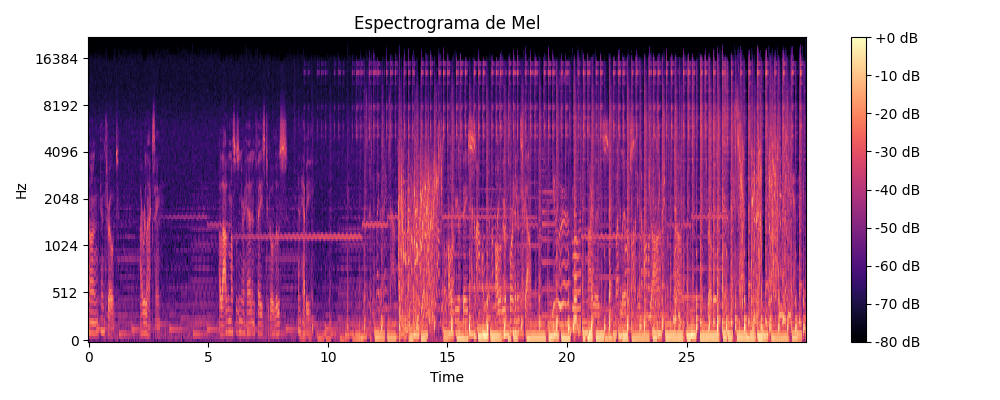 Espectrograma de Mel
Hz
16384
8192
4096
2048
1024
512
0
0 5 10 15 20 25
Time
+0 dB
-10 dB
-20 dB
-30 dB
-40 dB
-50 dB
-60 dB
-70 dB
-80 dB